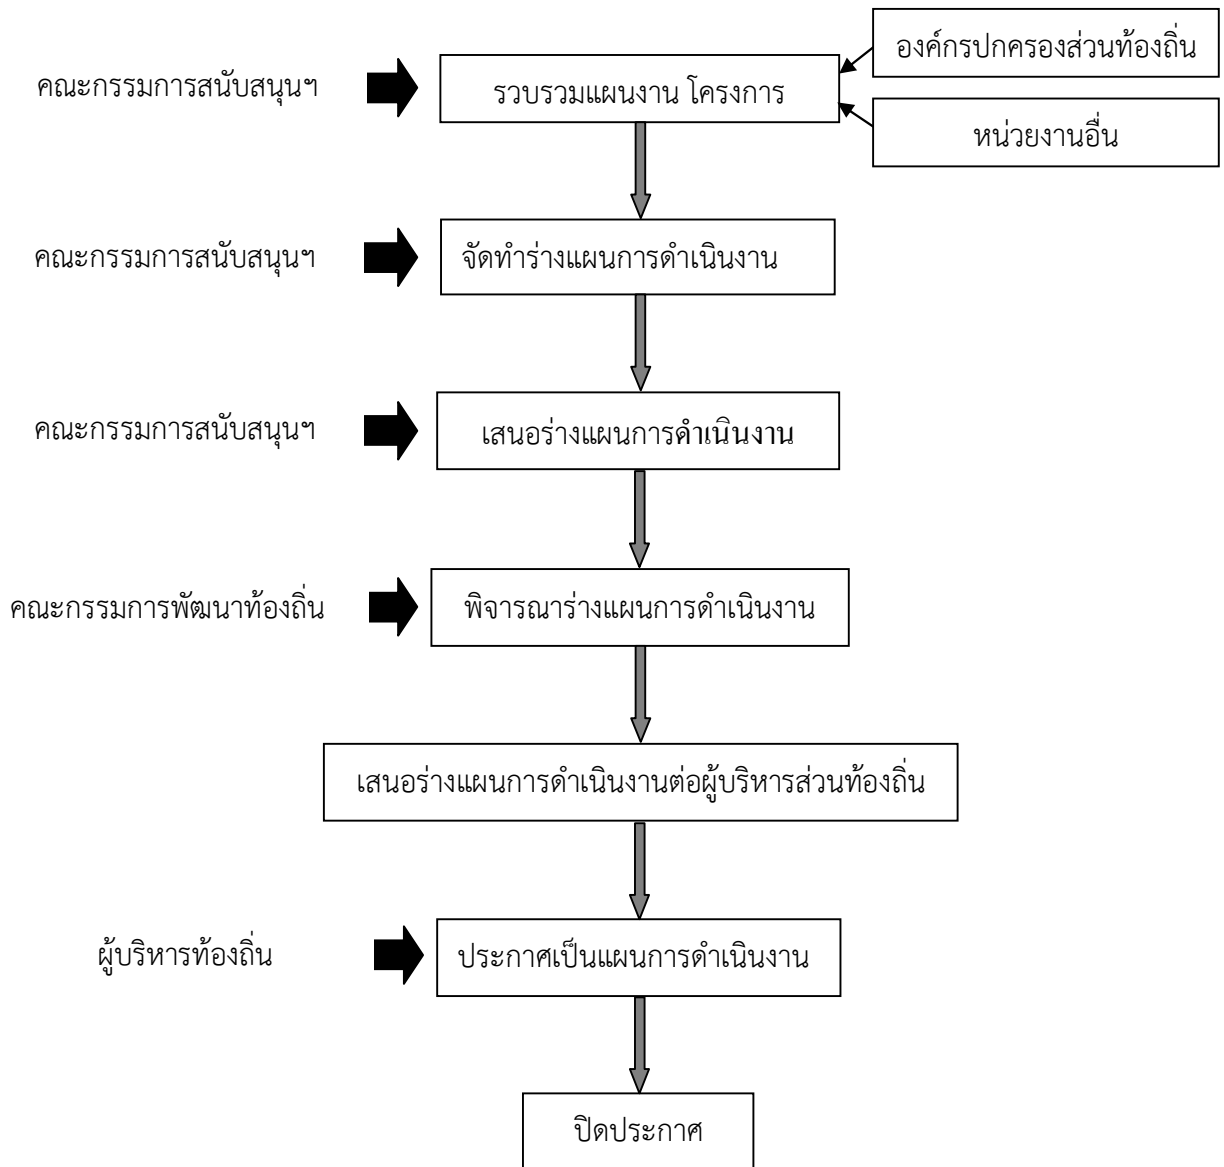 องค์กรปกครองส่วนท้องถิ่น
คณะกรรมการสนับสนุนฯ
รวบรวมแผนงาน โครงการ
หน่วยงานอื่น
คณะกรรมการสนับสนุนฯ
จัดทำร่างแผนการดำเนินงาน
คณะกรรมการสนับสนุนฯ
เสนอร่างแผนการดำเนินงาน
คณะกรรมการพัฒนาท้องถิ่น
พิจารณาร่างแผนการดำเนินงาน
เสนอร่างแผนการดำเนินงานต่อผู้บริหารส่วนท้องถิ่น
ผู้บริหารท้องถิ่น
ประกาศเป็นแผนการดำเนินงาน
ปิดประกาศ